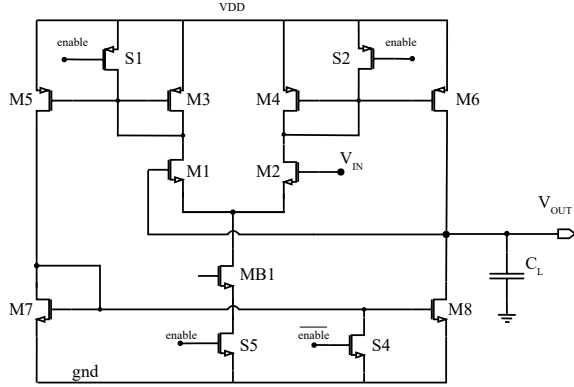 VDD
enable
S1
S2
enable
M5
M3
M4
M6
M1
M2
V_IN
V_OUT
C_L
MB1
M7
M8
enable
S5
e̅n̅a̅b̅l̅e̅
S4
gnd